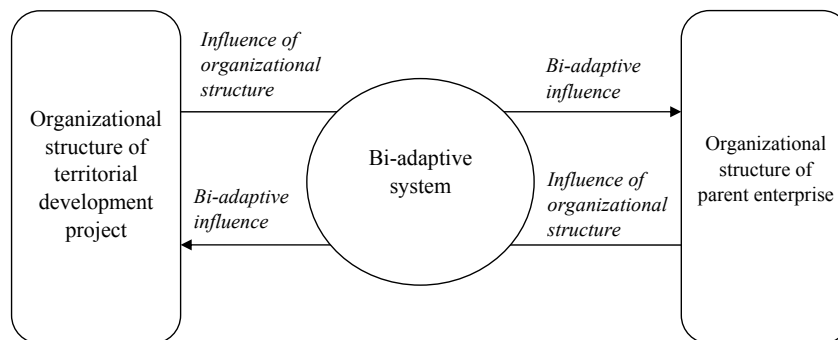 Organizational
structure of
territorial
development
project
Influence of
organizational
structure
Bi-adaptive
influence
Bi-adaptive
system
Bi-adaptive
influence
Influence of
organizational
structure
Organizational
structure of
parent enterprise